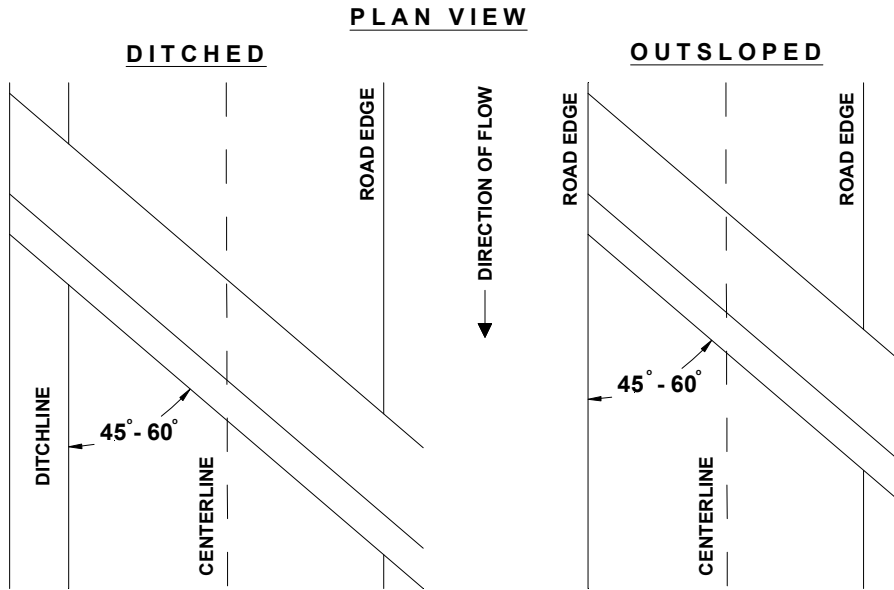 PLAN VIEW
DITCHED
OUTSLOPED
ROAD EDGE
DIRECTION OF FLOW
ROAD EDGE
ROAD EDGE
45° - 60°
45° - 60°
DITCHLINE
CENTERLINE
CENTERLINE